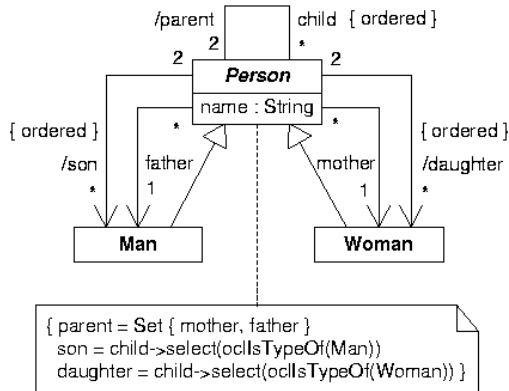 /parent
child { ordered }
2
*
2
2
Person
name : String
{ ordered }
*
*
{ ordered }
/son
father
mother
/daughter
*
1
1
*
Man
Woman
{ parent = Set { mother, father }
son = child->select(oclIsTypeOf(Man))
daughter = child->select(oclIsTypeOf(Woman)) }